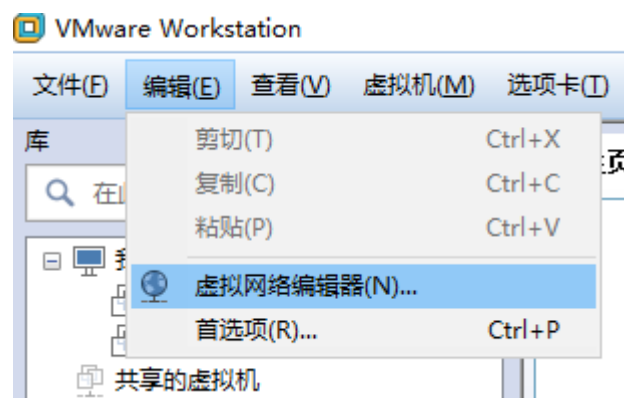 VMware Workstation
文件(F) 编辑(E) 查看(V) 虚拟机(M) 选项卡(T)
库
剪切(T) Ctrl+X
复制(C) Ctrl+C
粘贴(P) Ctrl+V
虚拟网络编辑器(N)...
首选项(R)... Ctrl+P
共享的虚拟机